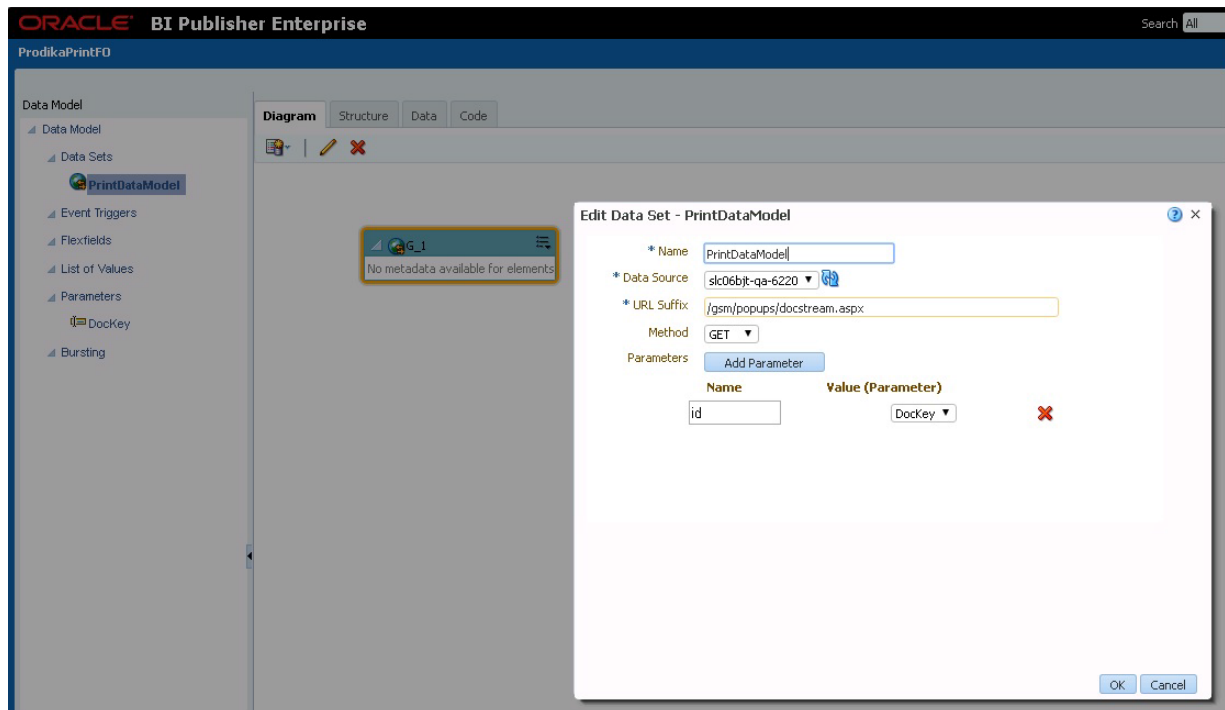 ORACLE® BI Publisher Enterprise
Search All
ProdikaPrintFO
Data Model
Data Model
Data Sets
PrintDataModel
Event Triggers
Flexfields
List of Values
Parameters
DocKey
Bursting
Diagram Structure Data Code
G_1
No metadata available for elements
Edit Data Set - PrintDataModel
* Name PrintDataModel
* Data Source slc06bjt-qa-6220
* URL Suffix /gsm/popups/docstream.aspx
Method GET
Parameters Add Parameter
Name Value (Parameter)
id DocKey
OK Cancel